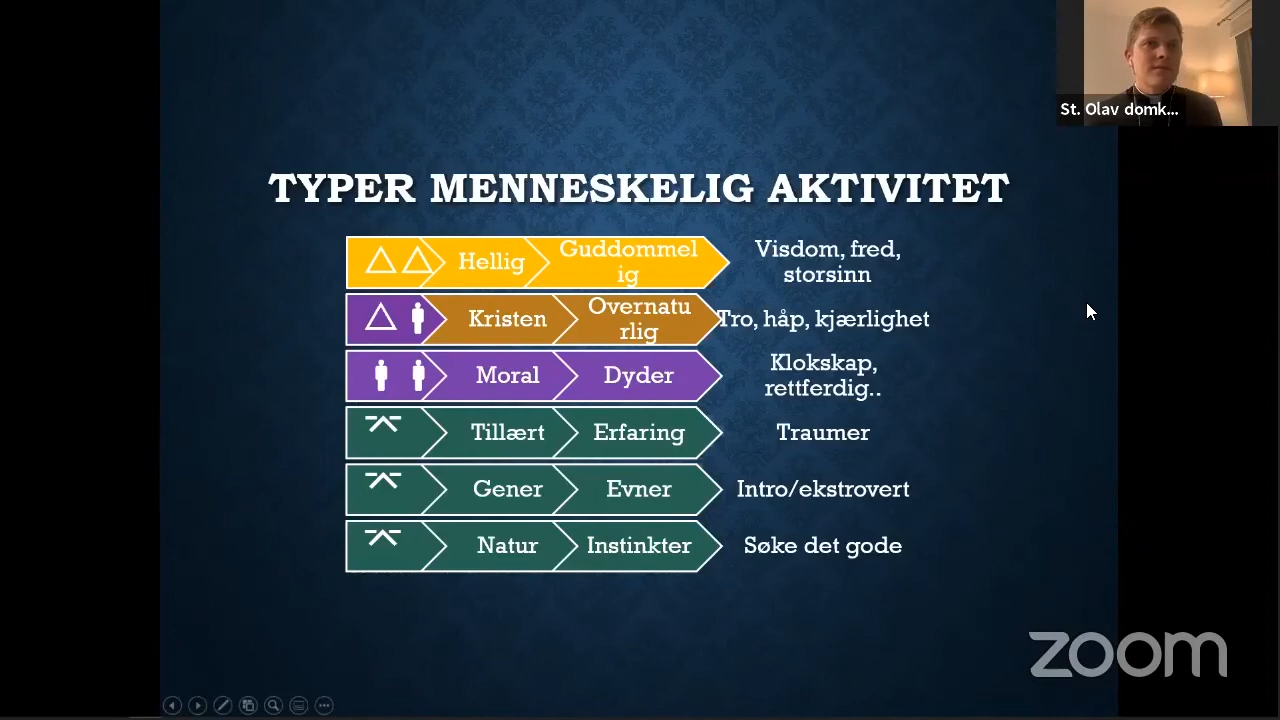 St. Olav domk...
TYPER MENNESKELIG AKTIVITET
Hellig
Guddommel
ig
Visdom, fred,
storsinn
Kristen
Overnatu
rlig
Tro, håp, kjærlighet
Moral
Dyder
Klokskap,
rettferdig..
Tillært
Erfaring
Traumer
Gener
Evner
Intro/ekstrovert
Natur
Instinkter
Søke det gode
zoom